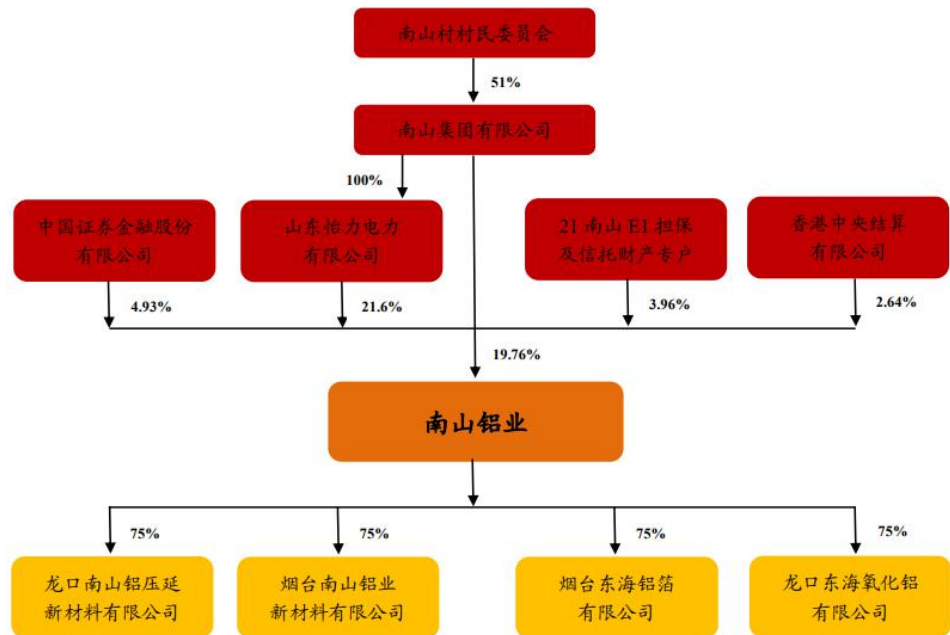 南山村村民委员会
51%
南山集团有限公司
100%
中国证券金融股份
有限公司
山东怡力电力
有限公司
21 南山 E1 担保
及信托财产专户
香港中央结算
有限公司
4.93%
21.6%
3.96%
2.64%
19.76%
南山铝业
75%
75%
75%
75%
龙口南山铝压延
新材料有限公司
烟台南山铝业
新材料有限公司
烟台东海铝箔
有限公司
龙口东海氧化铝
有限公司